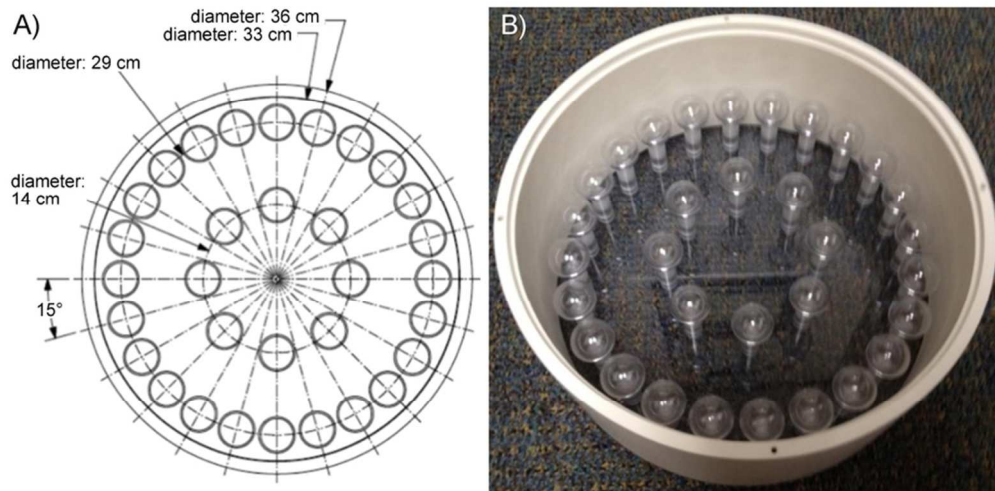 A)
diameter: 36 cm
diameter: 33 cm
diameter: 29 cm
diameter:
14 cm
15°
B)